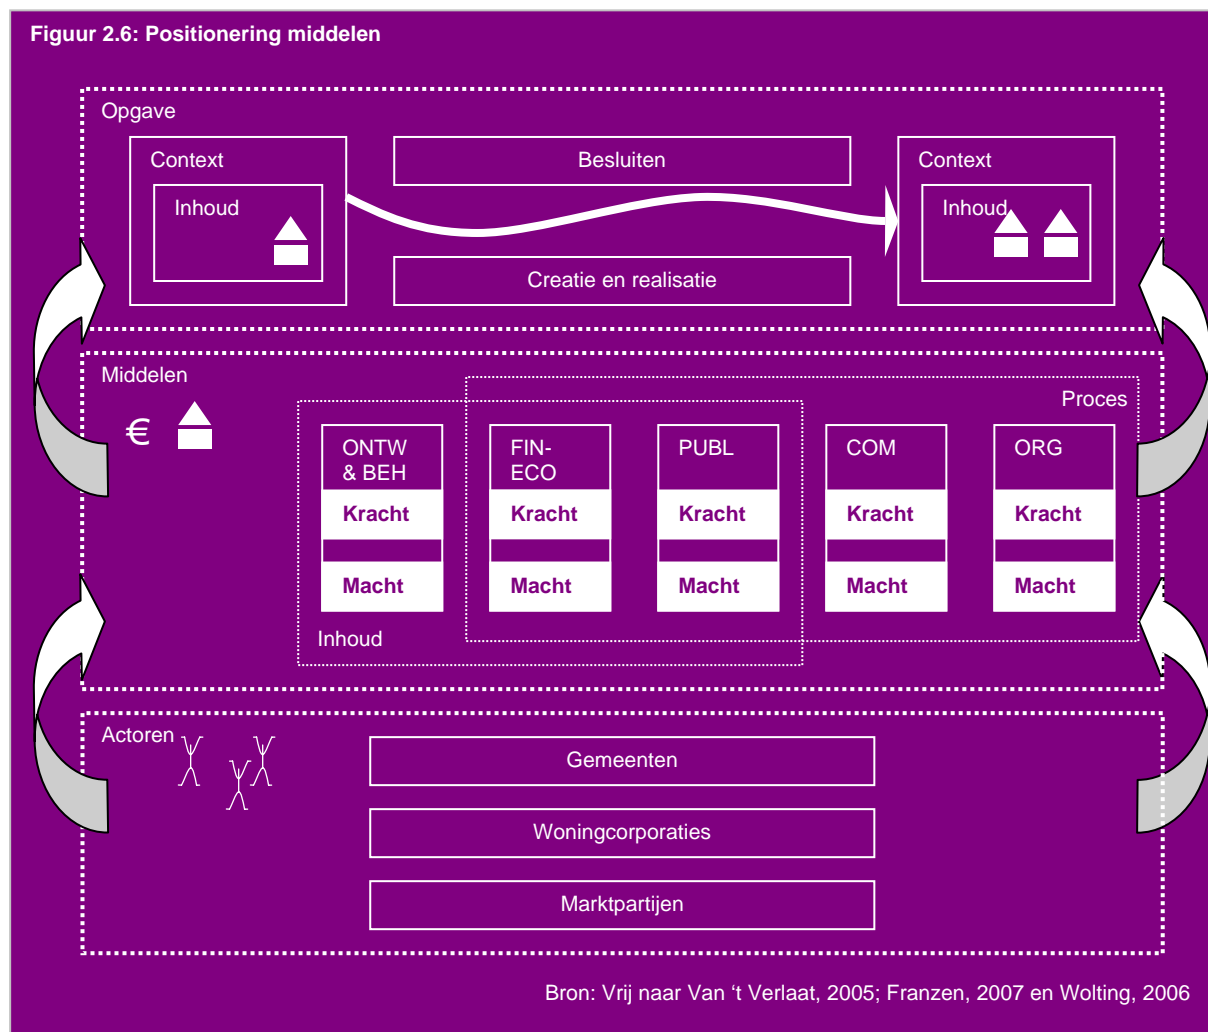 Figuur 2.6: Positionering middelen
Opgave
Context
Inhoud
Besluiten
Creatie en realisatie
Context
Inhoud
Middelen
€
Proces
ONTW
& BEH
Kracht
Macht
FIN-
ECO
Kracht
Macht
PUBL
Kracht
Macht
COM
Kracht
Macht
ORG
Kracht
Macht
Inhoud
Actoren
Gemeenten
Woningcorporaties
Marktpartijen
Bron: Vrij naar Van ‘t Verlaat, 2005; Franzen, 2007 en Wolting, 2006